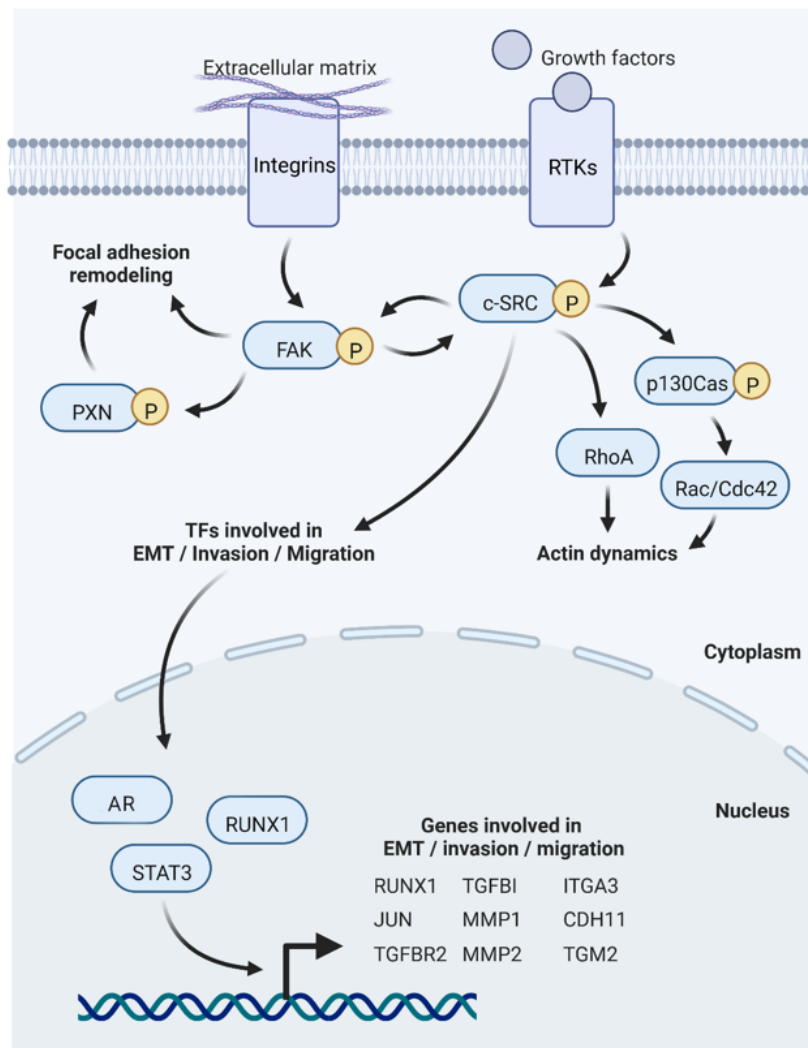 Extracellular matrix
Growth factors
Integrins
RTKs
Focal adhesion
remodeling
c-SRC
P
FAK
P
p130Cas
P
PXN
P
RhoA
Rac/Cdc42
TFs involved in
EMT / Invasion / Migration
Actin dynamics
Cytoplasm
Nucleus
AR
RUNX1
STAT3
Genes involved in
EMT / invasion / migration
RUNX1 TGFBI ITGA3
JUN MMP1 CDH11
TGFBR2 MMP2 TGM2